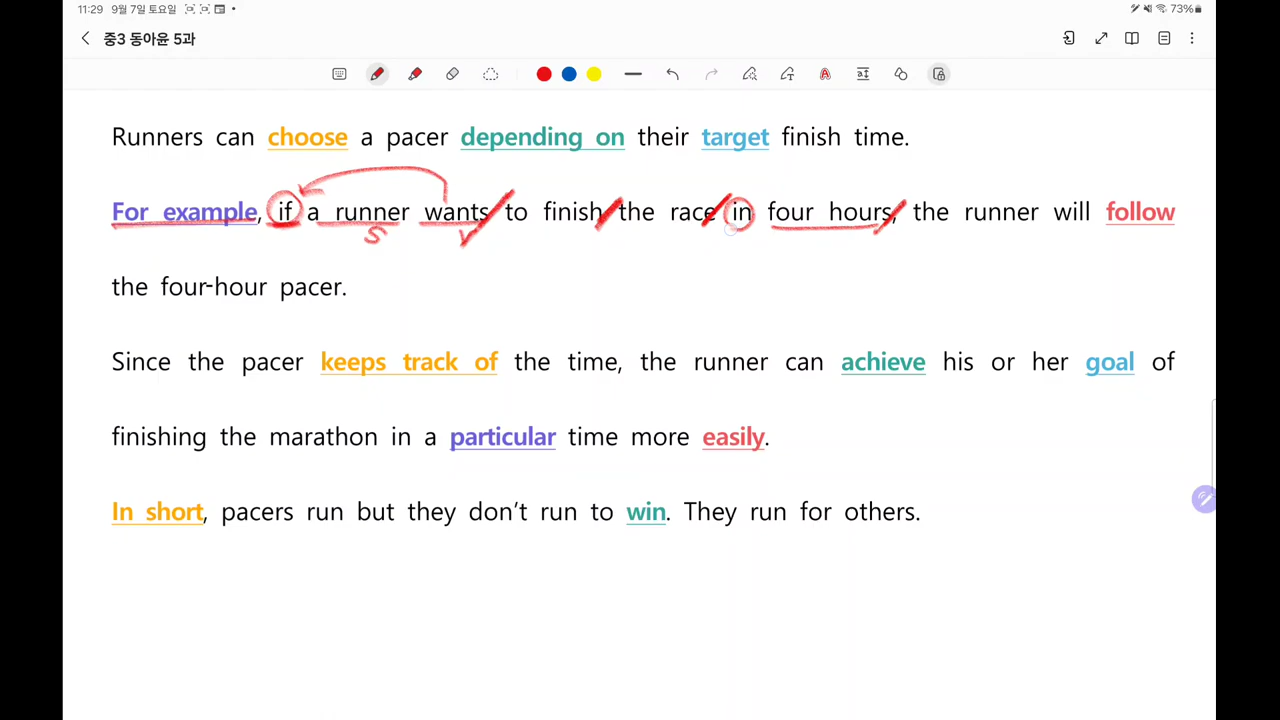 11:29 9월 7일 토요일
73%
중3 동아윤 5과
Runners can choose a pacer depending on their target finish time.
For example, if a runner wants to finish the race in four hours, the runner will follow
S V
the four-hour pacer.
Since the pacer keeps track of the time, the runner can achieve his or her goal of
finishing the marathon in a particular time more easily.
In short, pacers run but they don't run to win. They run for others.